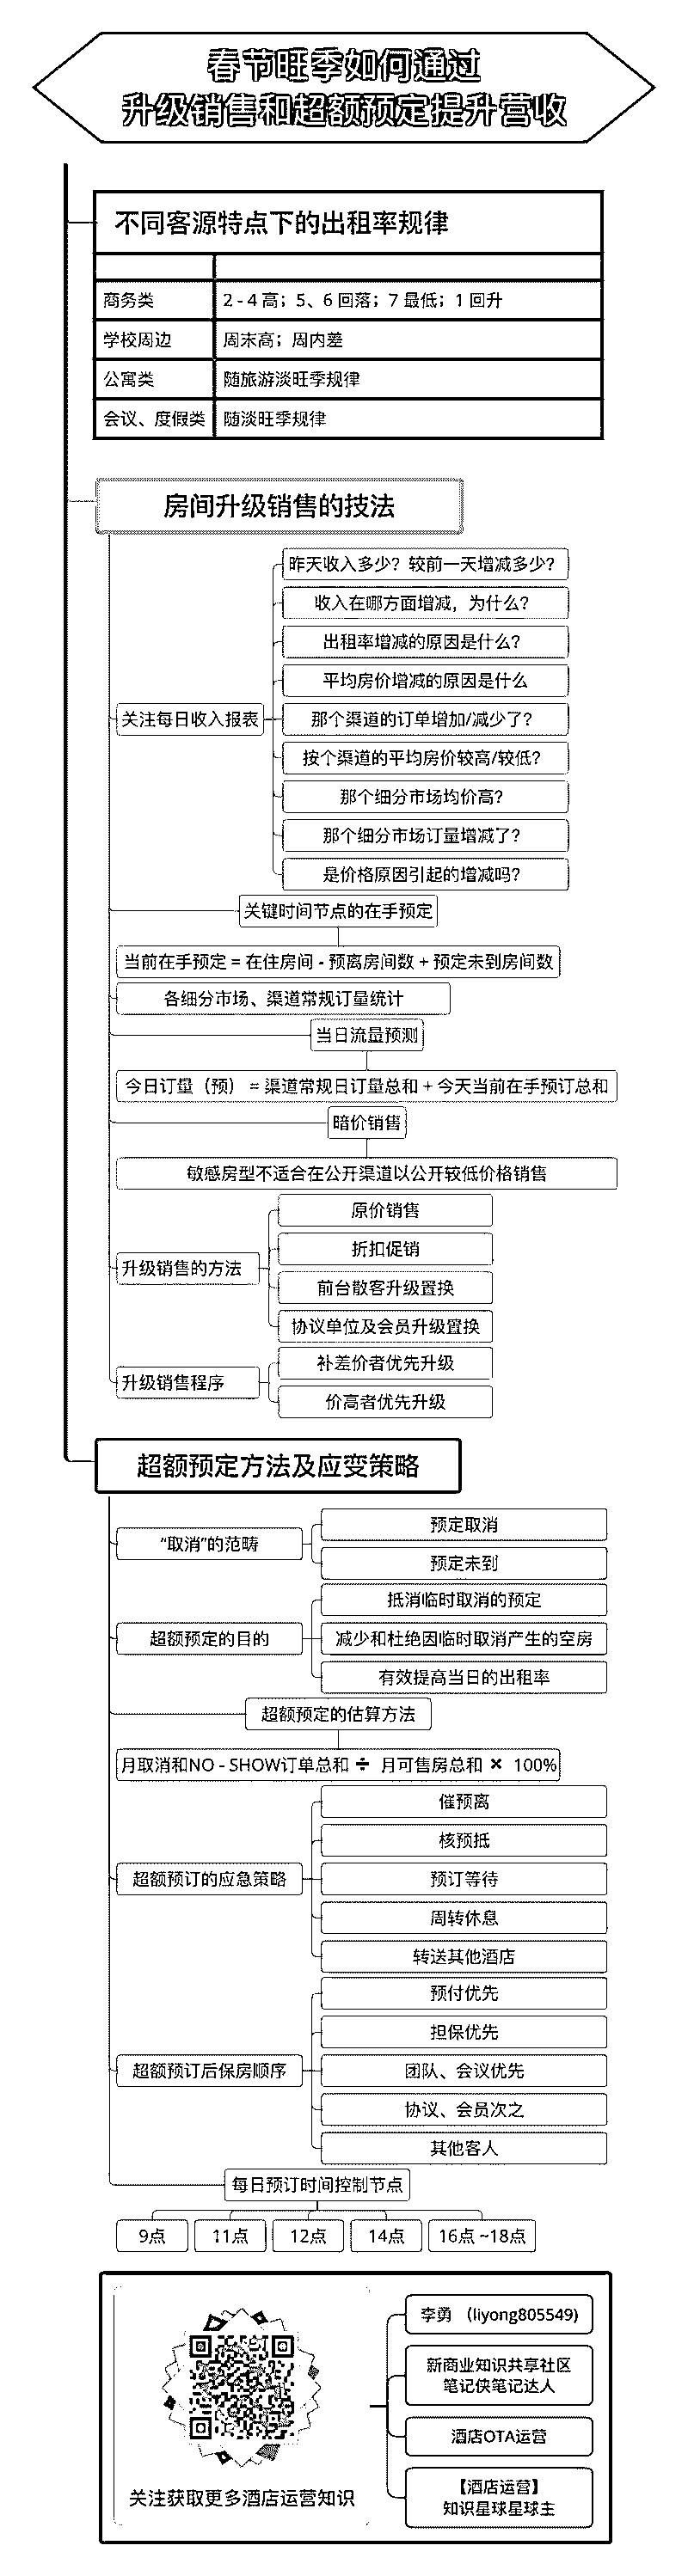 春节旺季如何通过
升级销售和超额预定提升营收
不同客源特点下的出租率规律
商务类
2 - 4 高；5、6 回落；7 最低；1 回升
学校周边
周末高；周内差
公寓类
随旅游淡旺季规律
会议、度假类
随淡旺季规律
房间升级销售的技法
关注每日收入报表
昨天收入多少？较前一天增减多少？
收入在哪方面增减，为什么？
出租率增减的原因是什么？
平均房价增减的原因是什么
那个渠道的订单增加/减少了？
按个渠道的平均房价较高/较低？
那个细分市场均价高？
那个细分市场订量增减了？
是价格原因引起的增减吗？
关键时间节点的在手预定
当前在手预定 = 在住房间 - 预离房间数 + 预定未到房间数
各细分市场、渠道常规订量统计
当日流量预测
今日订量（预） = 渠道常规日订量总和 + 今天当前在手预订总和
暗价销售
敏感房型不适合在公开渠道以公开较低价格销售
升级销售的方法
原价销售
折扣促销
前台散客升级置换
协议单位及会员升级置换
升级销售程序
补差价者优先升级
价高者优先升级
超额预定方法及应变策略
“取消”的范畴
预定取消
预定未到
超额预定的目的
抵消临时取消的预定
减少和杜绝因临时取消产生的空房
有效提高当日的出租率
超额预定的估算方法
月取消和NO - SHOW订单总和 ➗ 月可售房总和 ✖ 100%
超额预订的应急策略
催预离
核预抵
预订等待
周转休息
转送其他酒店
超额预订后保房顺序
预付优先
担保优先
团队、会议优先
协议、会员次之
其他客人
每日预订时间控制节点
9点
11点
12点
14点
16点 ~18点
关注获取更多酒店运营知识
李勇 （liyong805549)
新商业知识共享社区
笔记侠笔记达人
酒店OTA运营
【酒店运营】
知识星球星球主